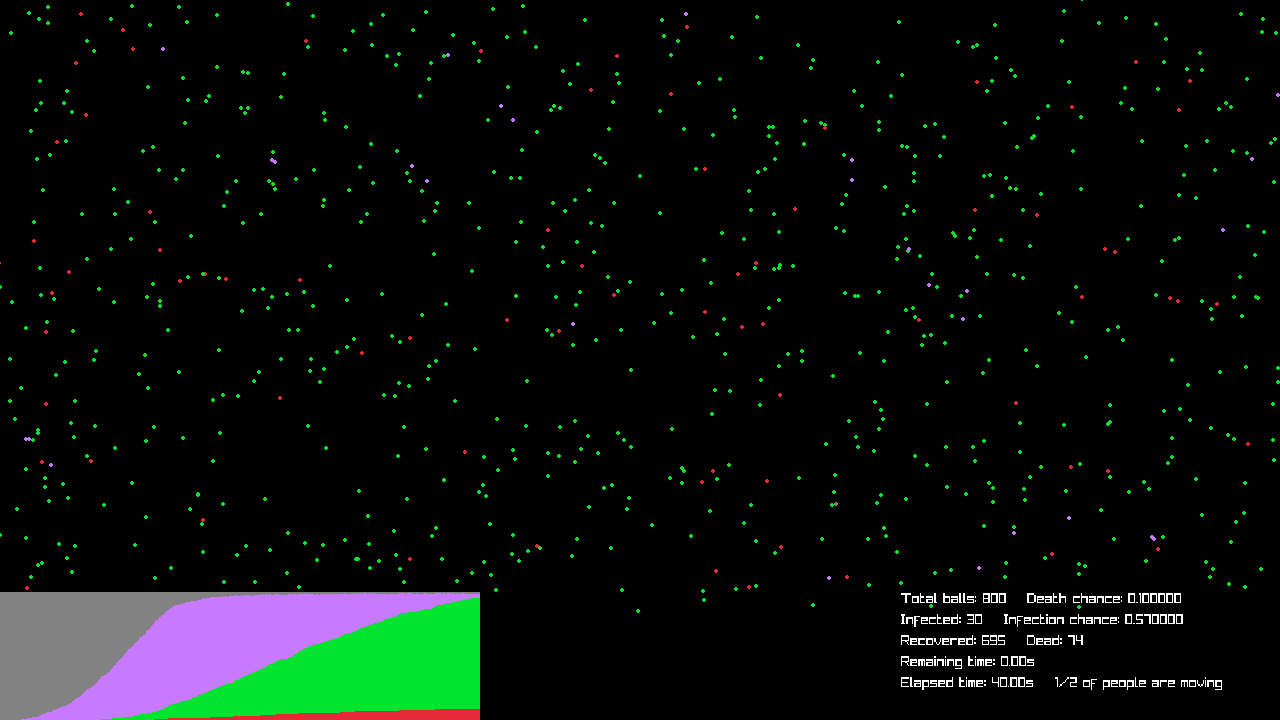 Total balls: 800 Death chance: 0.100000
Infected: 30 Infection chance: 0.570000
Recovered: 695 Dead: 74
Remaining time: 0.00s
Elapsed time: 40.00s 1/2 of people are moving